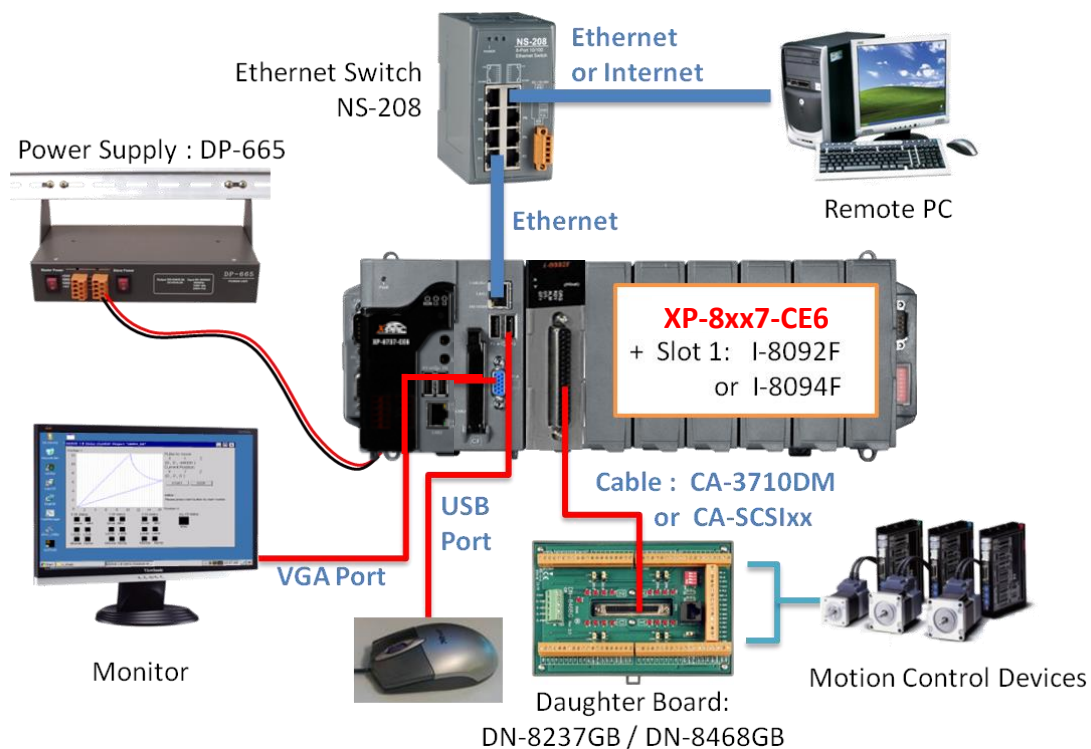 Ethernet Switch
NS-208
NS-208
Ethernet
or Internet
Power Supply : DP-665
DP-665
Remote PC
Ethernet
i-8092F
XP-8xx7-CE6
+ Slot 1: I-8092F
or I-8094F
USB
Port
VGA Port
Cable : CA-3710DM
or CA-SCSIxx
Monitor
Daughter Board:
DN-8237GB / DN-8468GB
Motion Control Devices